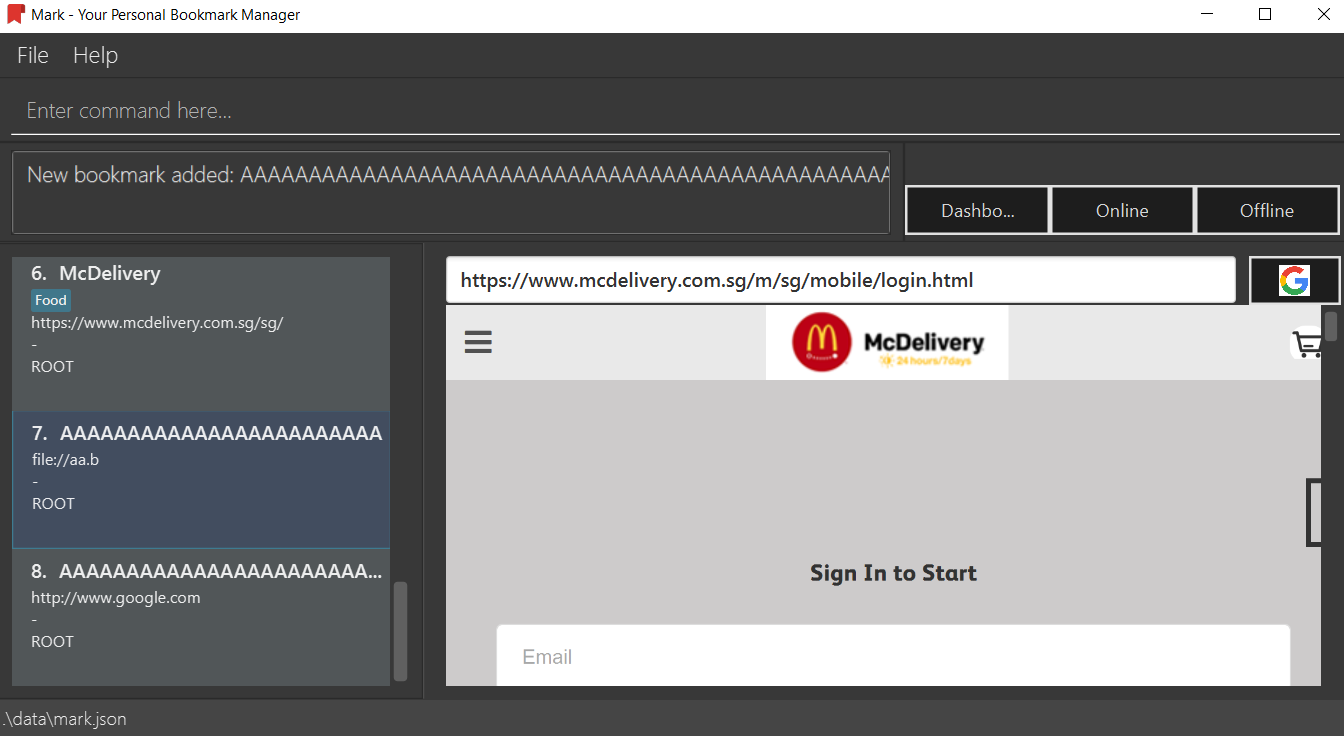 Mark - Your Personal Bookmark Manager
File Help
Enter command here...
New bookmark added: AAAAAAAAAAAAAAAAAAAAAAAAAAAAAAAAAAAAAAAAAAAAAAAA
Dashbo... Online Offline
6. McDelivery
Food
https://www.mcdelivery.com.sg/sg/
-
ROOT
7. AAAAAAAAAAAAAAAAAAAAAAAA
file://aa.b
-
ROOT
8. AAAAAAAAAAAAAAAAAAAAAAA...
http://www.google.com
-
ROOT
https://www.mcdelivery.com.sg/m/sg/mobile/login.html
McDelivery
24 hours/7days
Sign In to Start
Email
.\data\mark.json